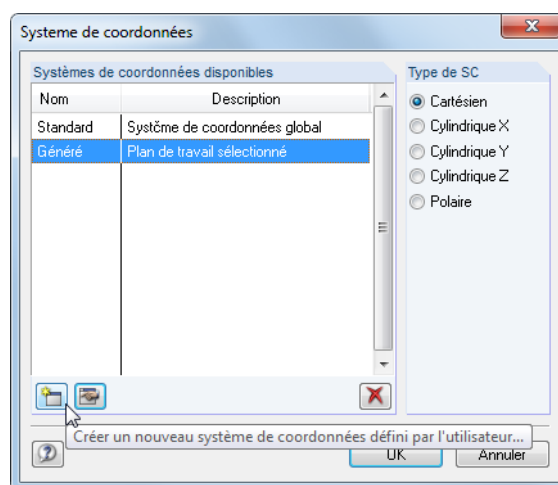 Systeme de coordonnées
Systèmes de coordonnées disponibles
Nom Description
Standard Systčme de coordonnées global
Généré Plan de travail sélectionné
Type de SC
Cartésien
Cylindrique X
Cylindrique Y
Cylindrique Z
Polaire
Créer un nouveau système de coordonnées défini par l'utilisateur...
OK Annuler